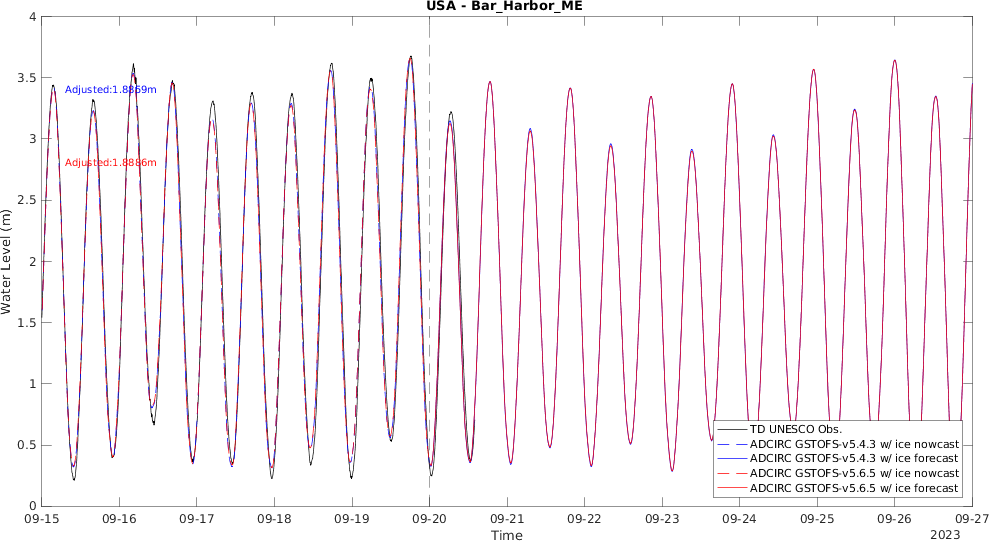 USA - Bar_Harbor_ME
4
3.5
3
2.5
2
1.5
1
0.5
0
Water Level (m)
Adjusted:1.8869m
Adjusted:1.8886m
TD UNESCO Obs.
ADCIRC GSTOFS-v5.4.3 w/ ice nowcast
ADCIRC GSTOFS-v5.4.3 w/ ice forecast
ADCIRC GSTOFS-v5.6.5 w/ ice nowcast
ADCIRC GSTOFS-v5.6.5 w/ ice forecast
09-15 09-16 09-17 09-18 09-19 09-20 09-21 09-22 09-23 09-24 09-25 09-26 09-27
Time
2023